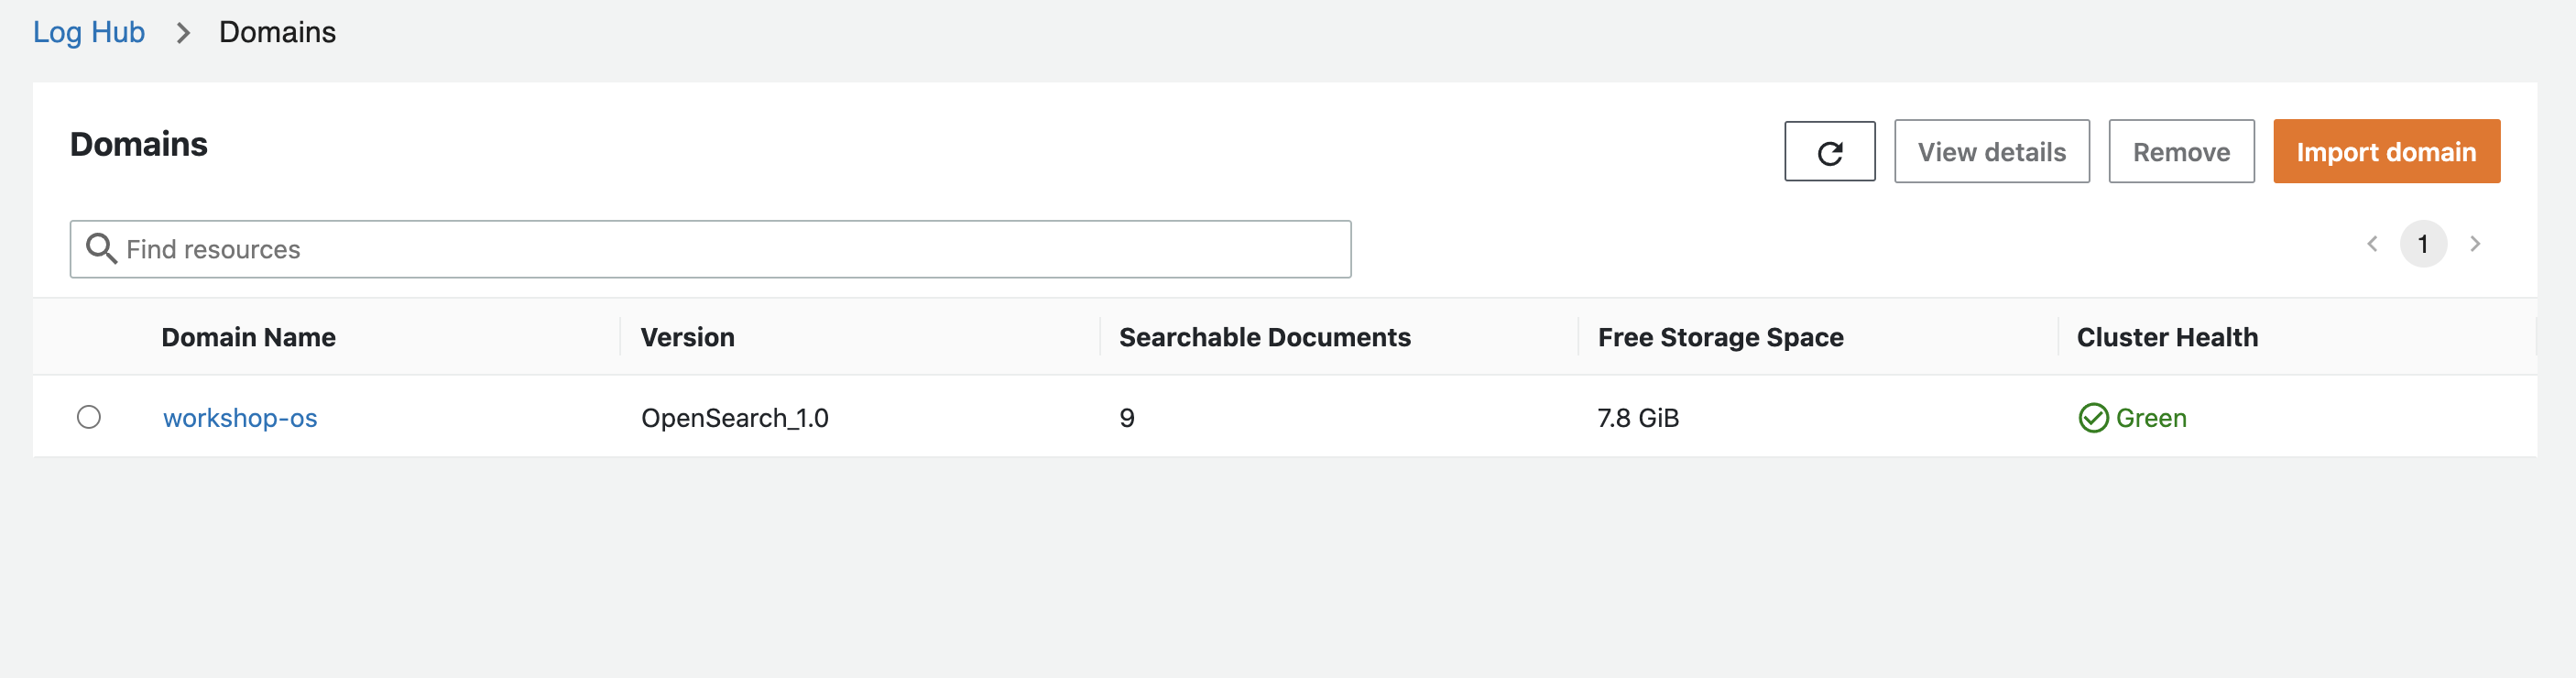 Log Hub > Domains
Domains
View details Remove Import domain
Find resources
1
Domain Name Version Searchable Documents Free Storage Space Cluster Health
workshop-os OpenSearch_1.0 9 7.8 GiB Green